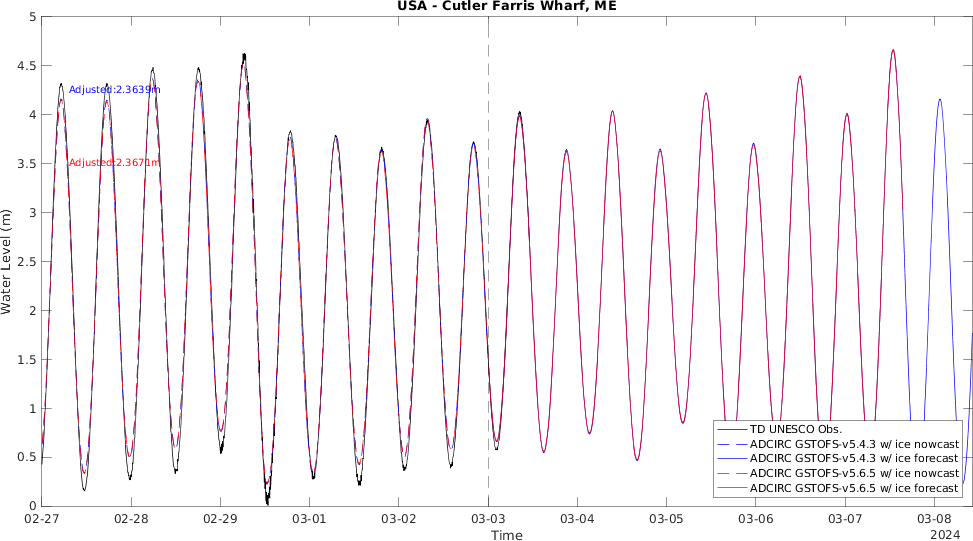 USA - Cutler Farris Wharf, ME
5
4.5
4
3.5
3
2.5
2
1.5
1
0.5
0
Water Level (m)
Adjusted:2.3639m
Adjusted:2.3671m
TD UNESCO Obs.
ADCIRC GSTOFS-v5.4.3 w/ ice nowcast
ADCIRC GSTOFS-v5.4.3 w/ ice forecast
ADCIRC GSTOFS-v5.6.5 w/ ice nowcast
ADCIRC GSTOFS-v5.6.5 w/ ice forecast
02-27 02-28 02-29 03-01 03-02 03-03 03-04 03-05 03-06 03-07 03-08
Time
2024